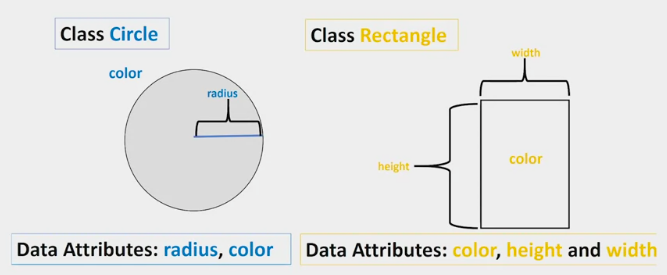 Class Circle
color
radius
Data Attributes: radius, color
Class Rectangle
width
height
color
Data Attributes: color, height and width